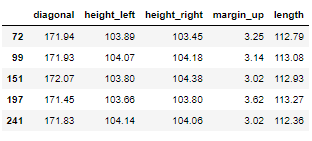 diagonal height_left height_right margin_up length
72 171.94 103.89 103.45 3.25 112.79
99 171.93 104.07 104.18 3.14 113.08
151 172.07 103.80 104.38 3.02 112.93
197 171.45 103.66 103.80 3.62 113.27
241 171.83 104.14 104.06 3.02 112.36